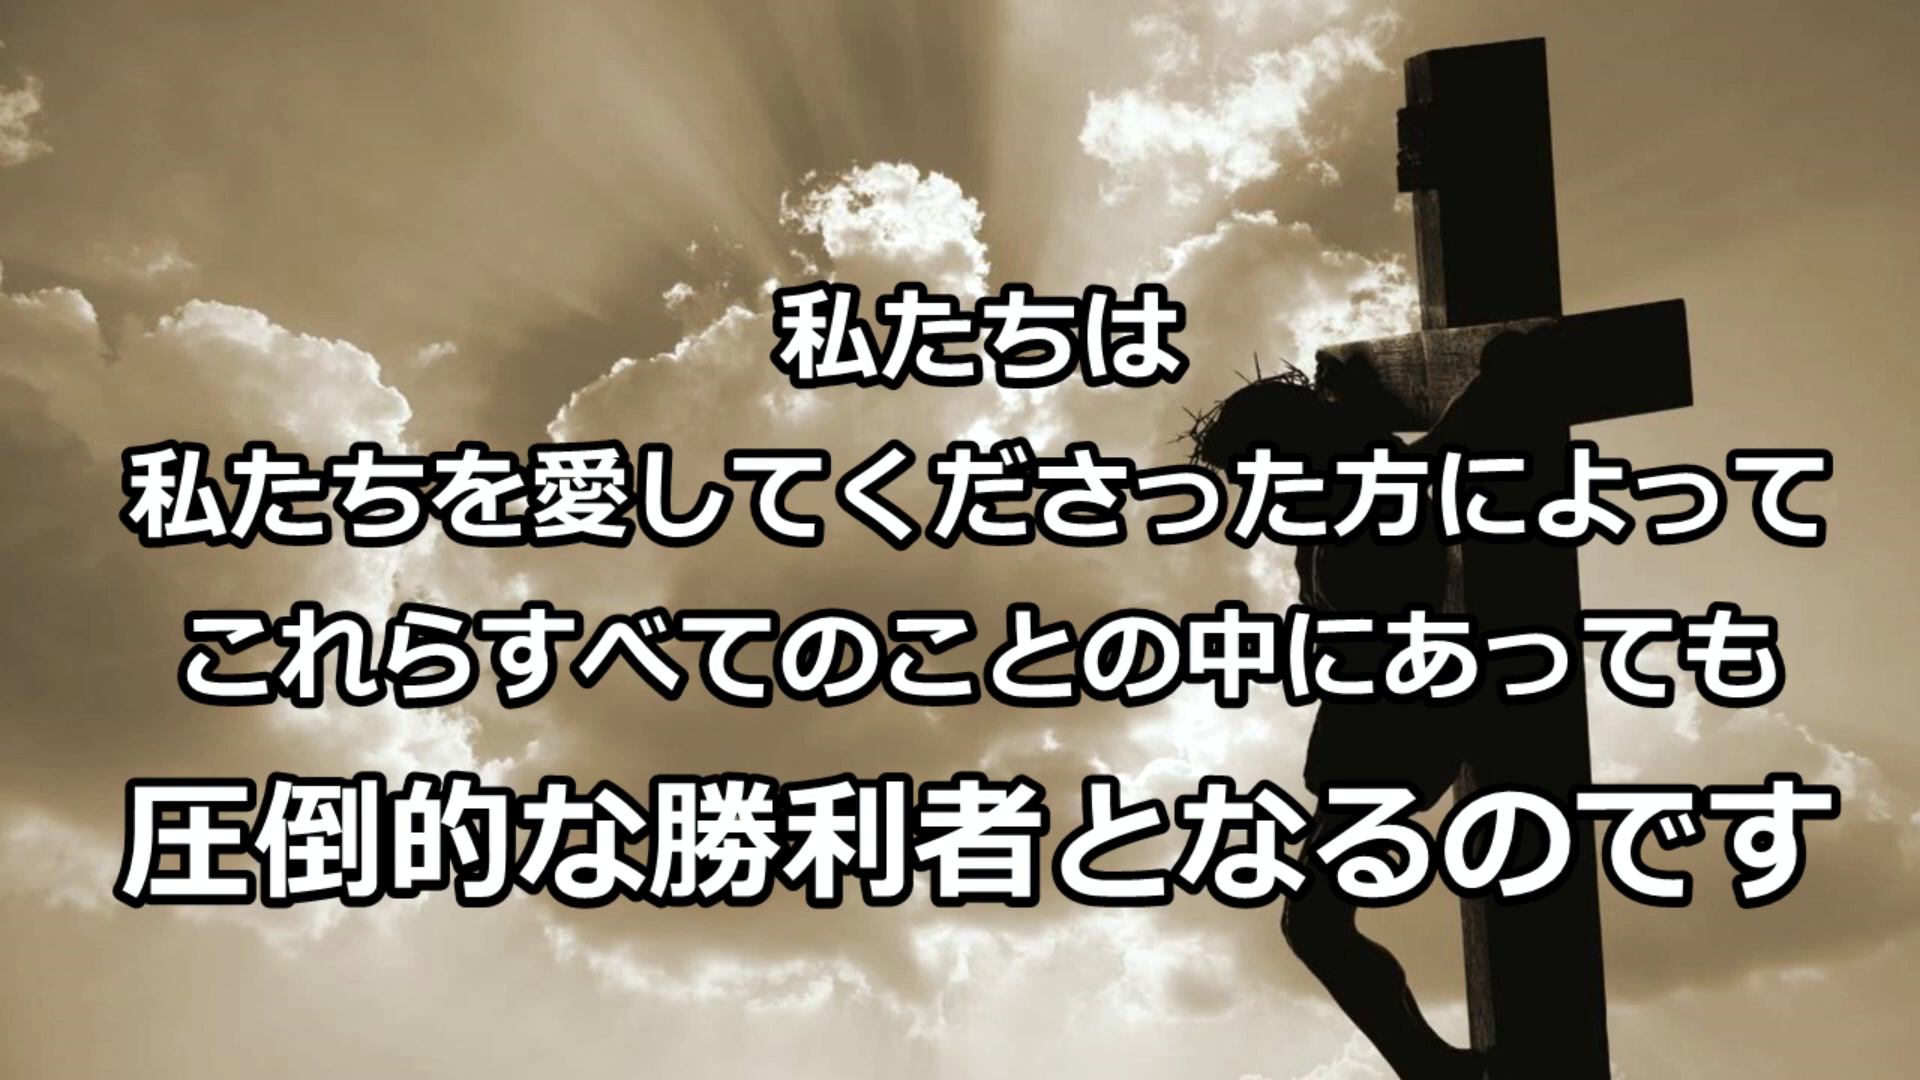 私たちは
私たちを愛してくださった方によって
これらすべてのことの中にあっても
圧倒的な勝利者となるのです